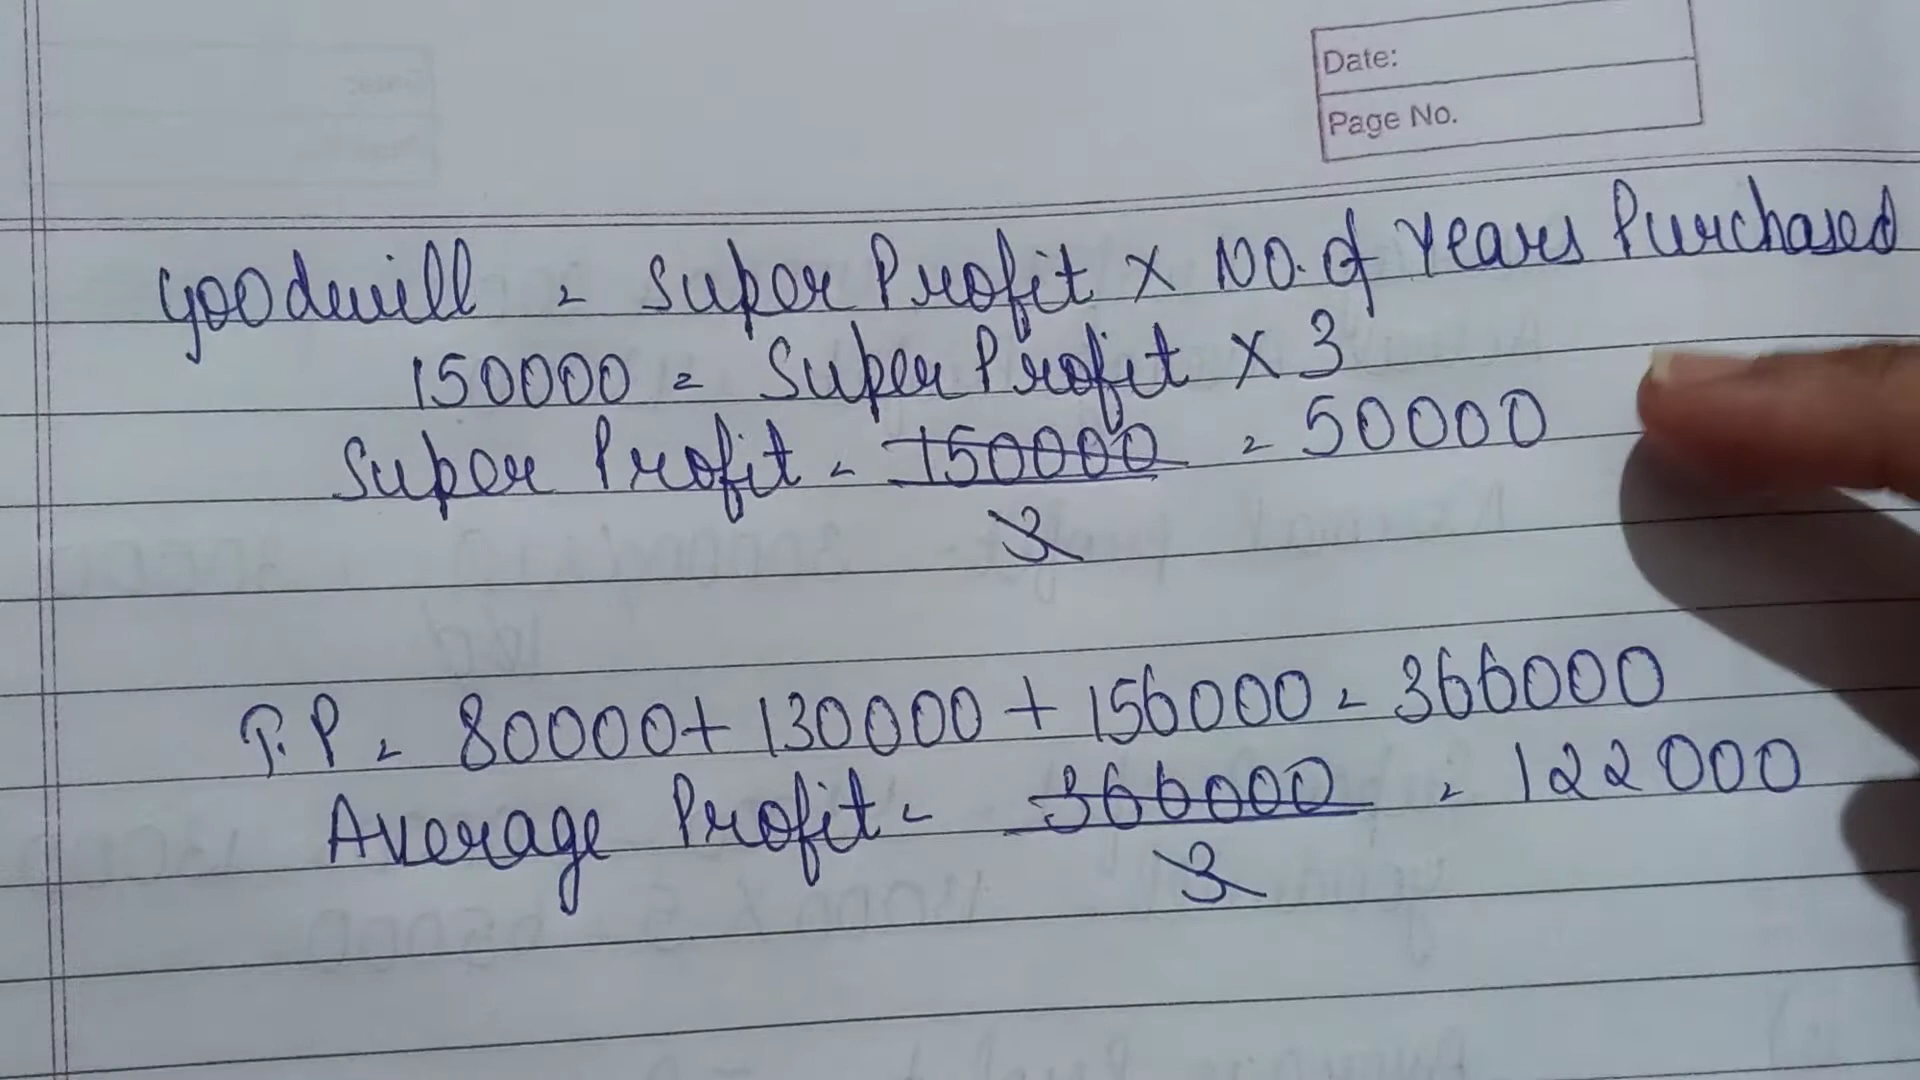 Date:
Page No.
Goodwill = Super Profit × No. of Years Purchased
150000 = Super Profit × 3
Super Profit = 150000 = 50000
3
T.P = 80000 + 130000 + 156000 = 366000
Average Profit = 366000 = 122000
3